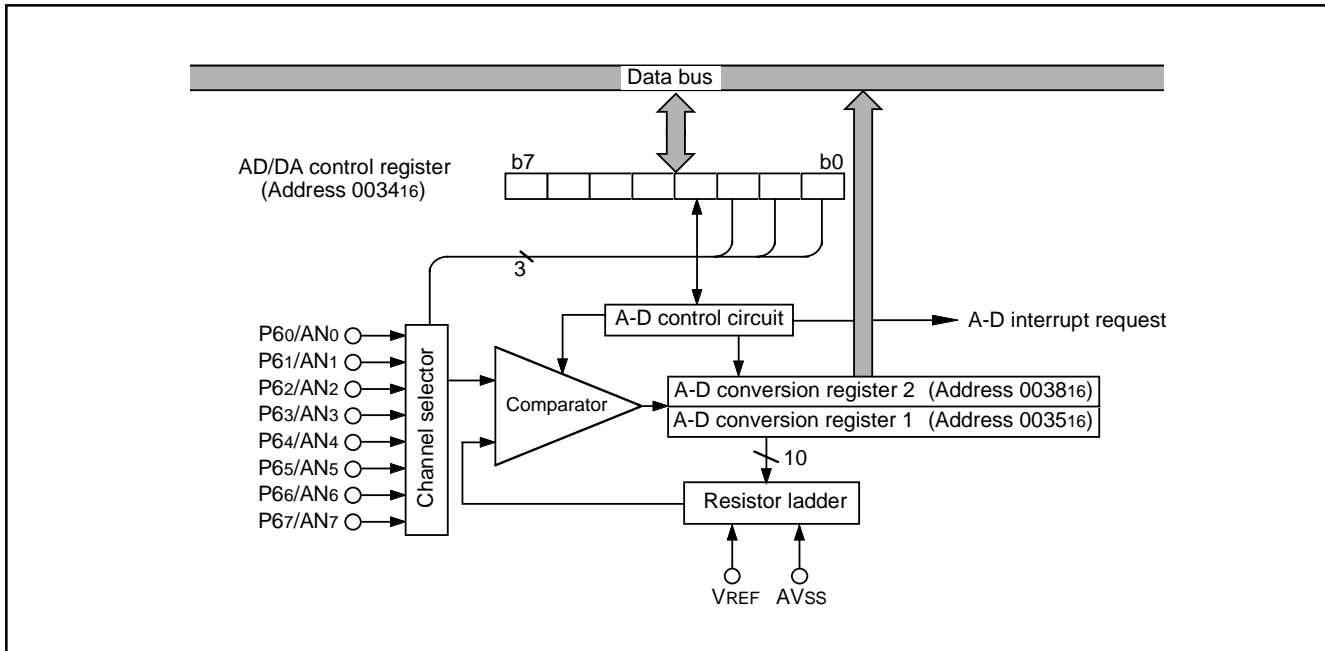 Data bus
AD/DA control register
(Address 003416)
b7
b0
3
A-D control circuit
A-D interrupt request
P60/AN0
P61/AN1
P62/AN2
P63/AN3
P64/AN4
P65/AN5
P66/AN6
P67/AN7
Channel selector
Comparator
A-D conversion register 2 (Address 003816)
A-D conversion register 1 (Address 003516)
10
Resistor ladder
VREF AVSS